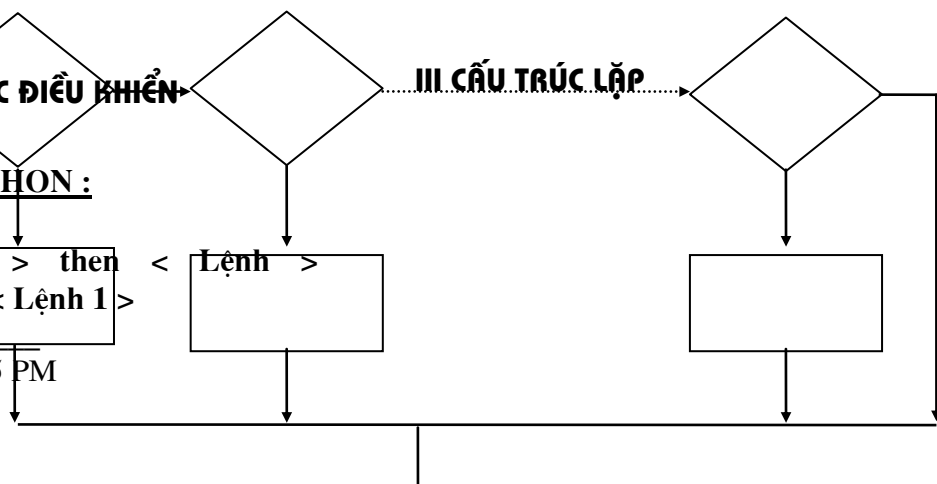 C ĐIỀU KHIỂN
III CẤU TRÚC LẶP
HON :
> then < Lệnh >
< Lệnh 1 >
PM